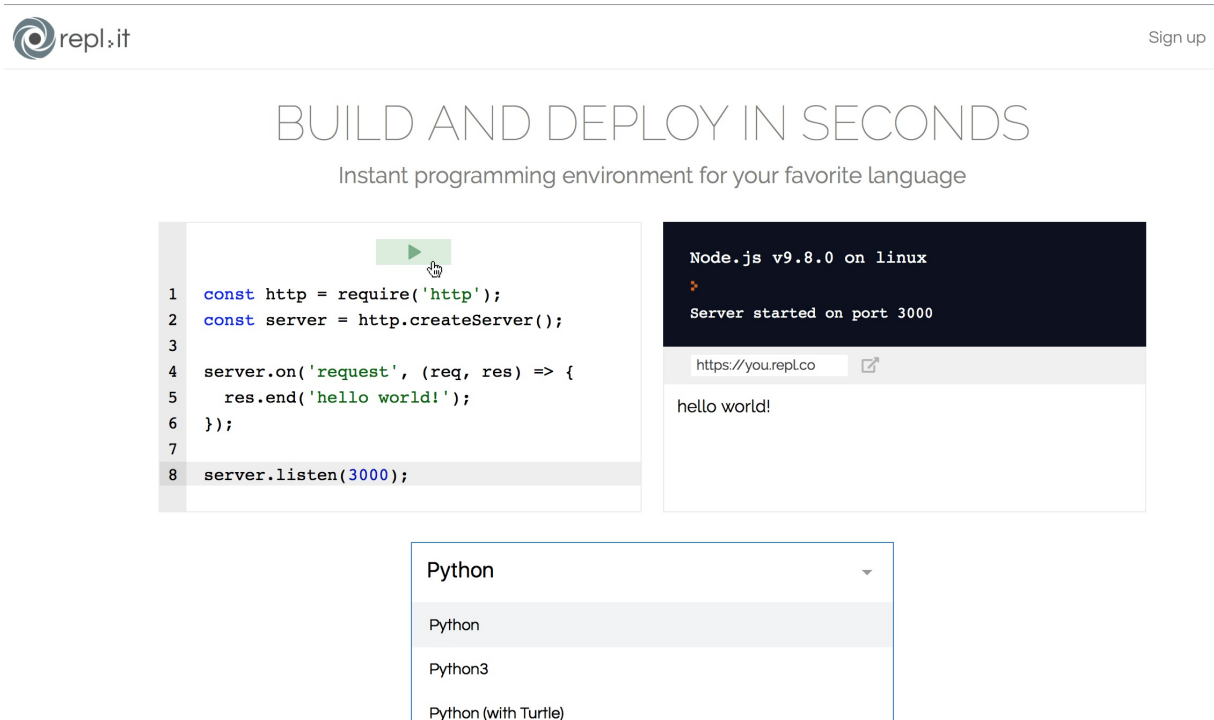 repl.it
Sign up
BUILD AND DEPLOY IN SECONDS
Instant programming environment for your favorite language
1 const http = require('http');
2 const server = http.createServer();
3
4 server.on('request', (req, res) => {
5   res.end('hello world!');
6 });
7
8 server.listen(3000);
Node.js v9.8.0 on linux
>
Server started on port 3000
https://you.repl.co
hello world!
Python
Python
Python3
Python (with Turtle)